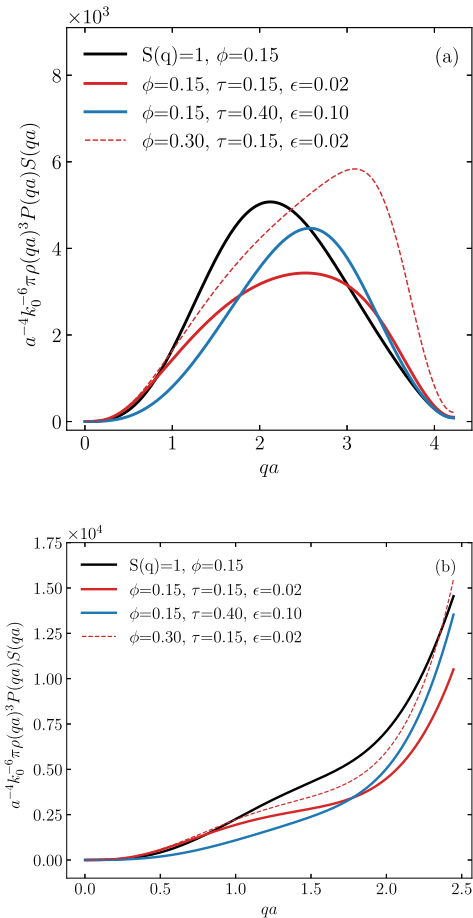 ×10³
8
6
4
2
0
0
1
2
3
4
(a)
S(q)=1, ϕ=0.15
ϕ=0.15, τ=0.15, ϵ=0.02
ϕ=0.15, τ=0.40, ϵ=0.10
ϕ=0.30, τ=0.15, ϵ=0.02
a⁻⁴k₀⁻⁶πρ(qa)³P(qa)S(qa)
qa
×10⁴
1.75
1.50
1.25
1.00
0.75
0.50
0.25
0.00
0.0
0.5
1.0
1.5
2.0
2.5
(b)
S(q)=1, ϕ=0.15
ϕ=0.15, τ=0.15, ϵ=0.02
ϕ=0.15, τ=0.40, ϵ=0.10
ϕ=0.30, τ=0.15, ϵ=0.02
a⁻⁴k₀⁻⁶πρ(qa)³P(qa)S(qa)
qa